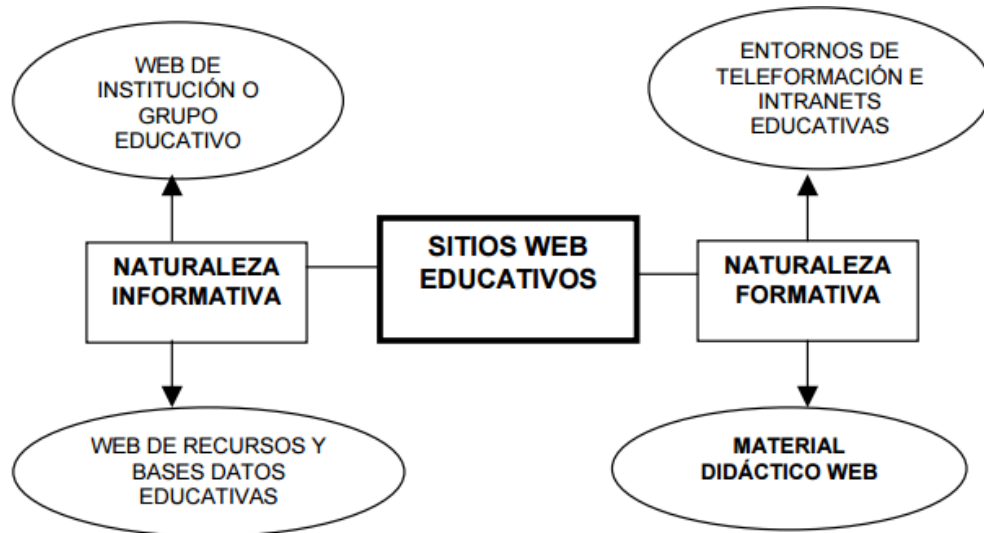 WEB DE
INSTITUCIÓN O
GRUPO
EDUCATIVO
ENTORNOS DE
TELEFORMACIÓN E
INTRANETS
EDUCATIVAS
NATURALEZA
INFORMATIVA
SITIOS WEB
EDUCATIVOS
NATURALEZA
FORMATIVA
WEB DE RECURSOS Y
BASES DATOS
EDUCATIVAS
MATERIAL
DIDÁCTICO WEB